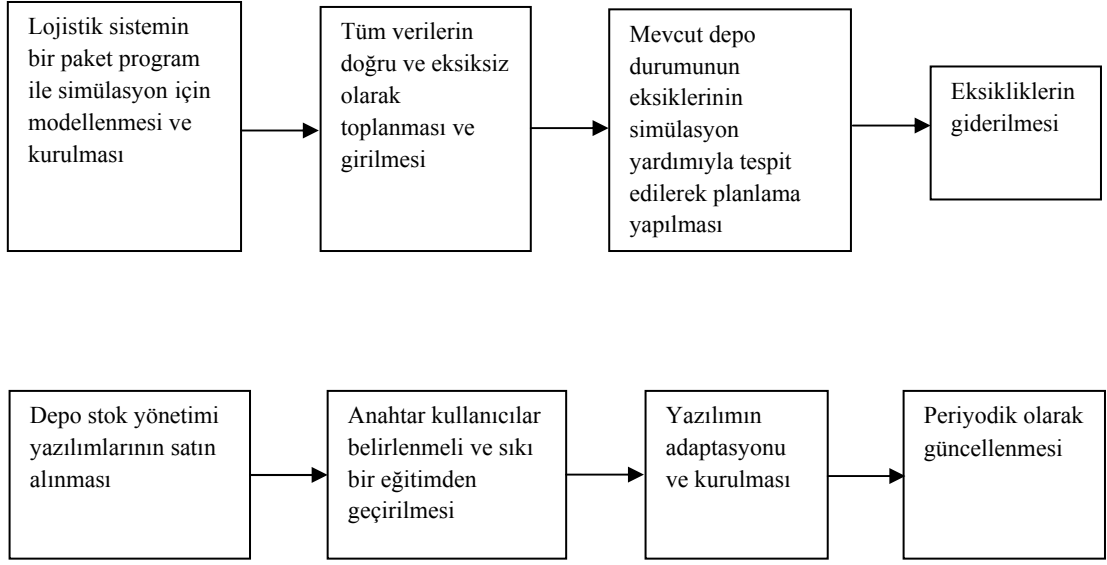 Lojistik sistemin
bir paket program
ile simülasyon için
modellenmesi ve
kurulması
Tüm verilerin
doğru ve eksiksiz
olarak
toplanması ve
girilmesi
Mevcut depo
durumunun
eksiklerinin
simülasyon
yardımıyla tespit
edilerek planlama
yapılması
Eksikliklerin
giderilmesi
Depo stok yönetimi
yazılımlarının satın
alınması
Anahtar kullanıcılar
belirlenmeli ve sıkı
bir eğitimden
geçirilmesi
Yazılımın
adaptasyonu
ve kurulması
Periyodik olarak
güncellenmesi